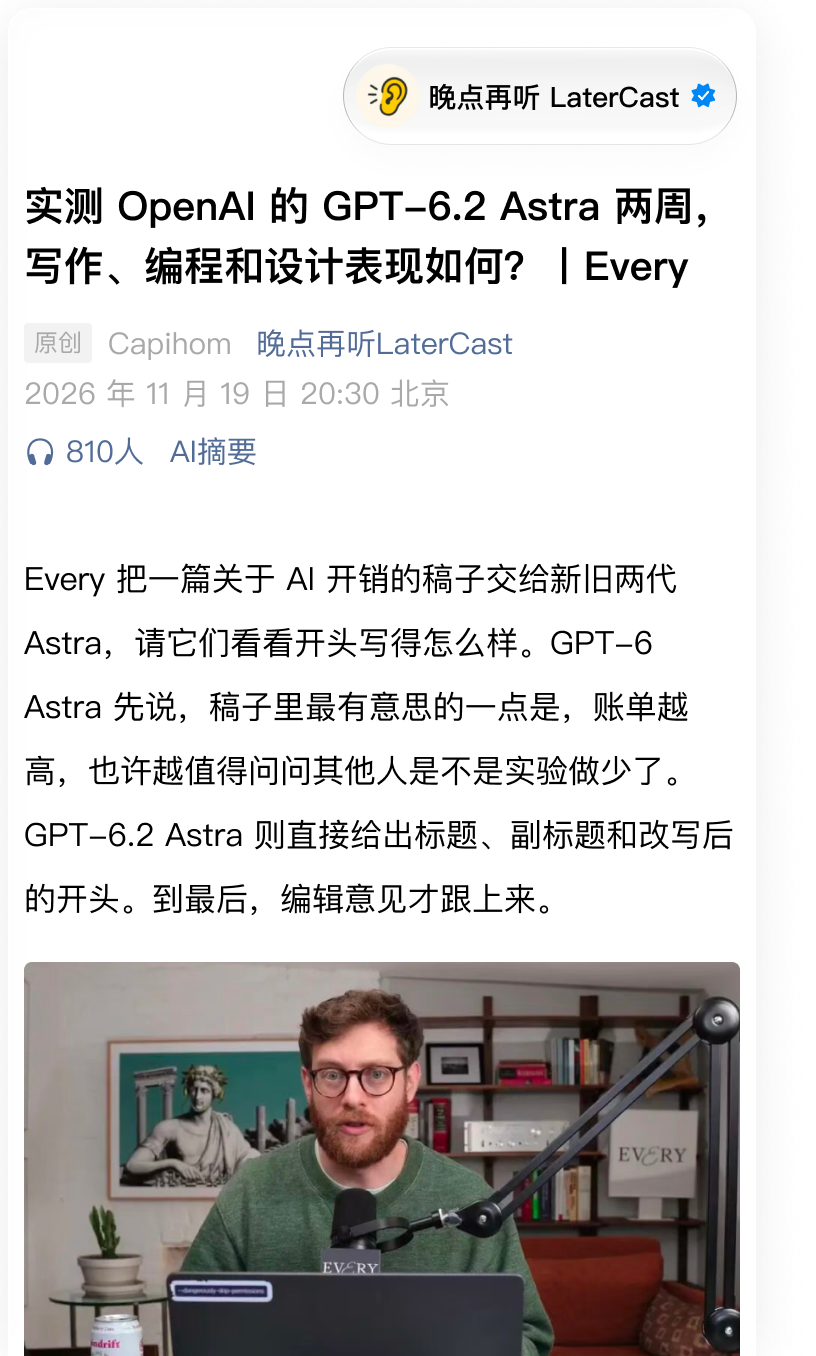 晚点再听 LaterCast
实测 OpenAI 的 GPT-6.2 Astra 两周，
写作、编程和设计表现如何？｜Every
原创 Capihom 晚点再听LaterCast
2026 年 11 月 19 日 20:30 北京
810人 AI摘要
Every 把一篇关于 AI 开销的稿子交给新旧两代
Astra，请它们看看开头写得怎么样。GPT-6
Astra 先说，稿子里最有意思的一点是，账单越
高，也许越值得问问其他人是不是实验做少了。
GPT-6.2 Astra 则直接给出标题、副标题和改写后
的开头。到最后，编辑意见才跟上来。
EVERY
EVERY